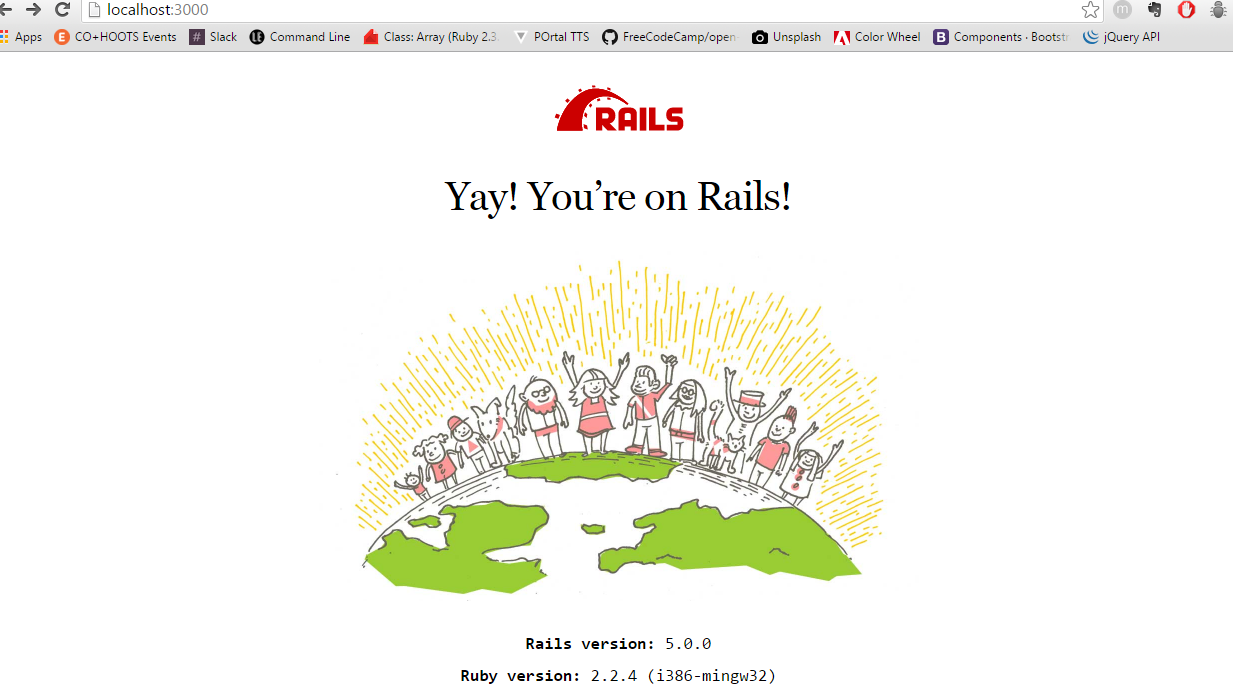 localhost:3000
m
Apps E CO+HOOTS Events # Slack LE Command Line Class: Array (Ruby 2.3. POrtal TTS FreeCodeCamp/open- Unsplash Color Wheel B Components · Bootstr jQuery API
RAILS
Yay! You’re on Rails!
Rails version: 5.0.0
Ruby version: 2.2.4 (i386-mingw32)